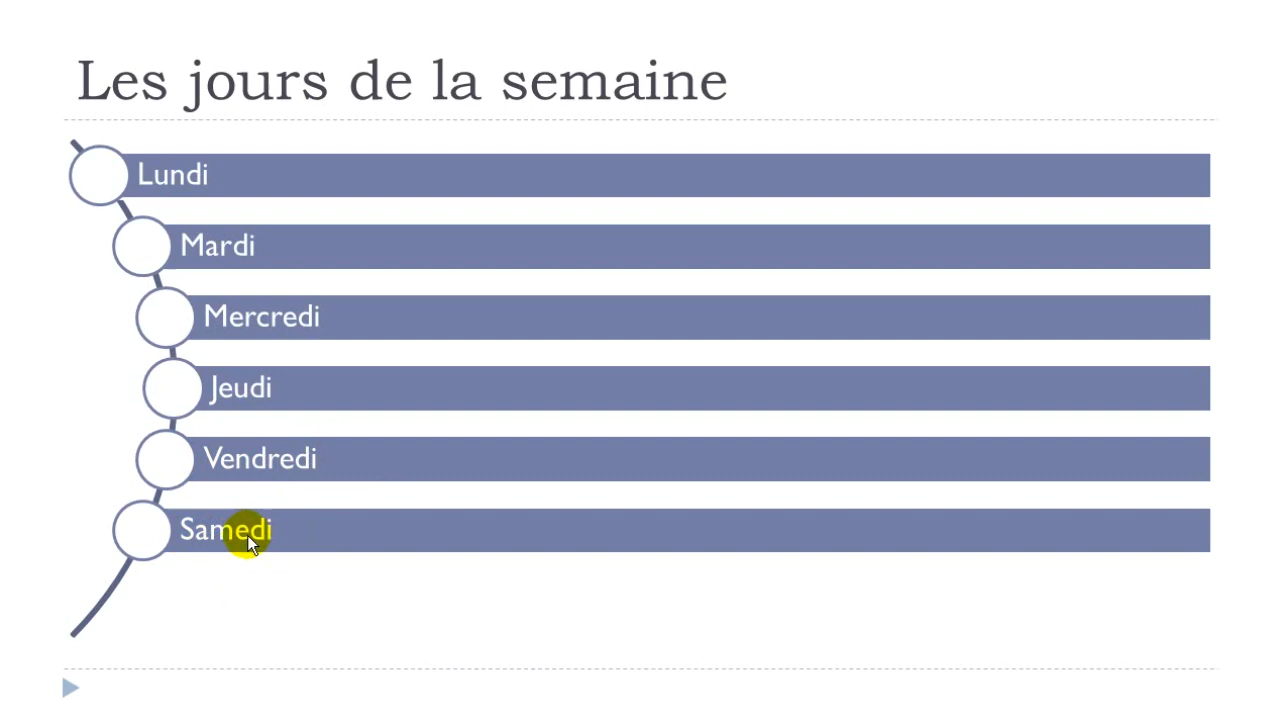 Les jours de la semaine
Lundi
Mardi
Mercredi
Jeudi
Vendredi
Samedi